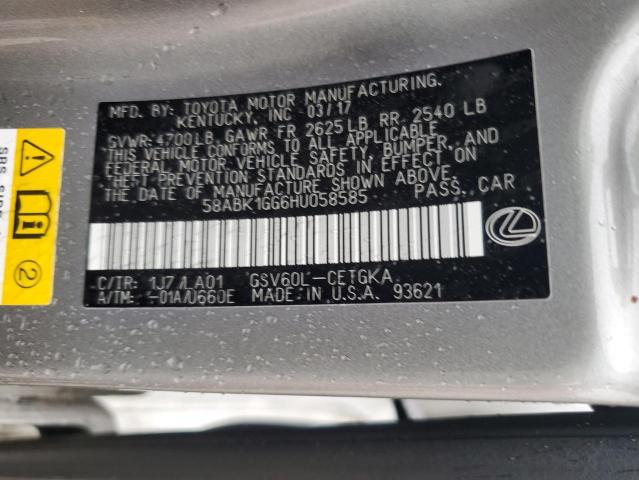 MFD. BY: TOYOTA MOTOR MANUFACTURING,
KENTUCKY, INC 03/17
GVWR: 4700LB, GAWR FR 2625LB, RR. 2540 LB
THIS VEHICLE CONFORMS TO ALL APPLICABLE
FEDERAL MOTOR VEHICLE SAFETY, BUMPER, AND
THEFT PREVENTION STANDARDS IN EFFECT ON
THE DATE OF MANUFACTURE SHOWN ABOVE.
58ABK1GG6HU058585 PASS. CAR
C/TR: 1J7/LA01 GSV60L-CETGKA
A/TM: -01A/U660E MADE IN U.S.A. 93621
SRS
2